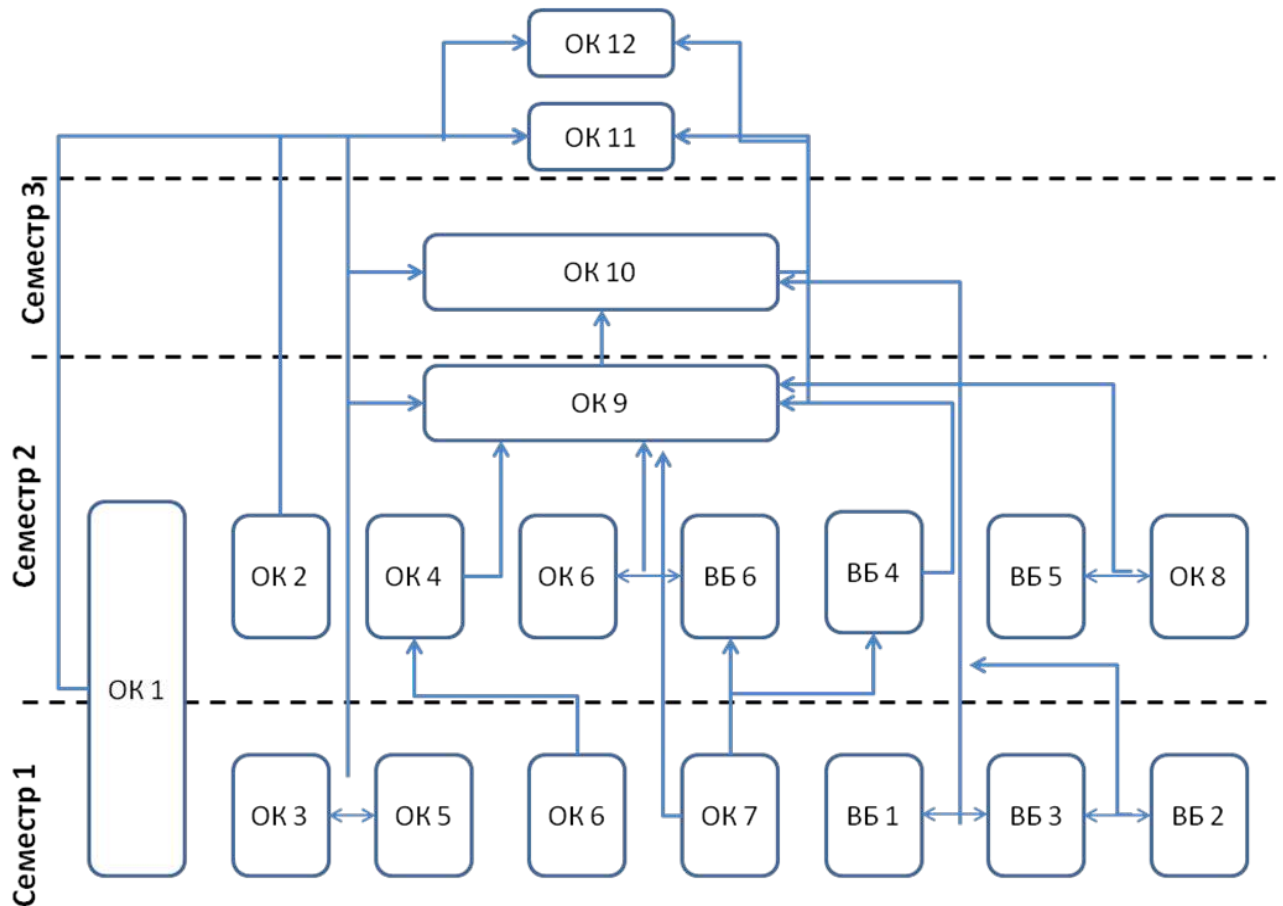 ОК 12
ОК 11
Семестр 3
ОК 10
ОК 9
Семестр 2
ОК 1
ОК 2
ОК 4
ОК 6
ВБ 6
ВБ 4
ВБ 5
ОК 8
Семестр 1
ОК 3
ОК 5
ОК 6
ОК 7
ВБ 1
ВБ 3
ВБ 2